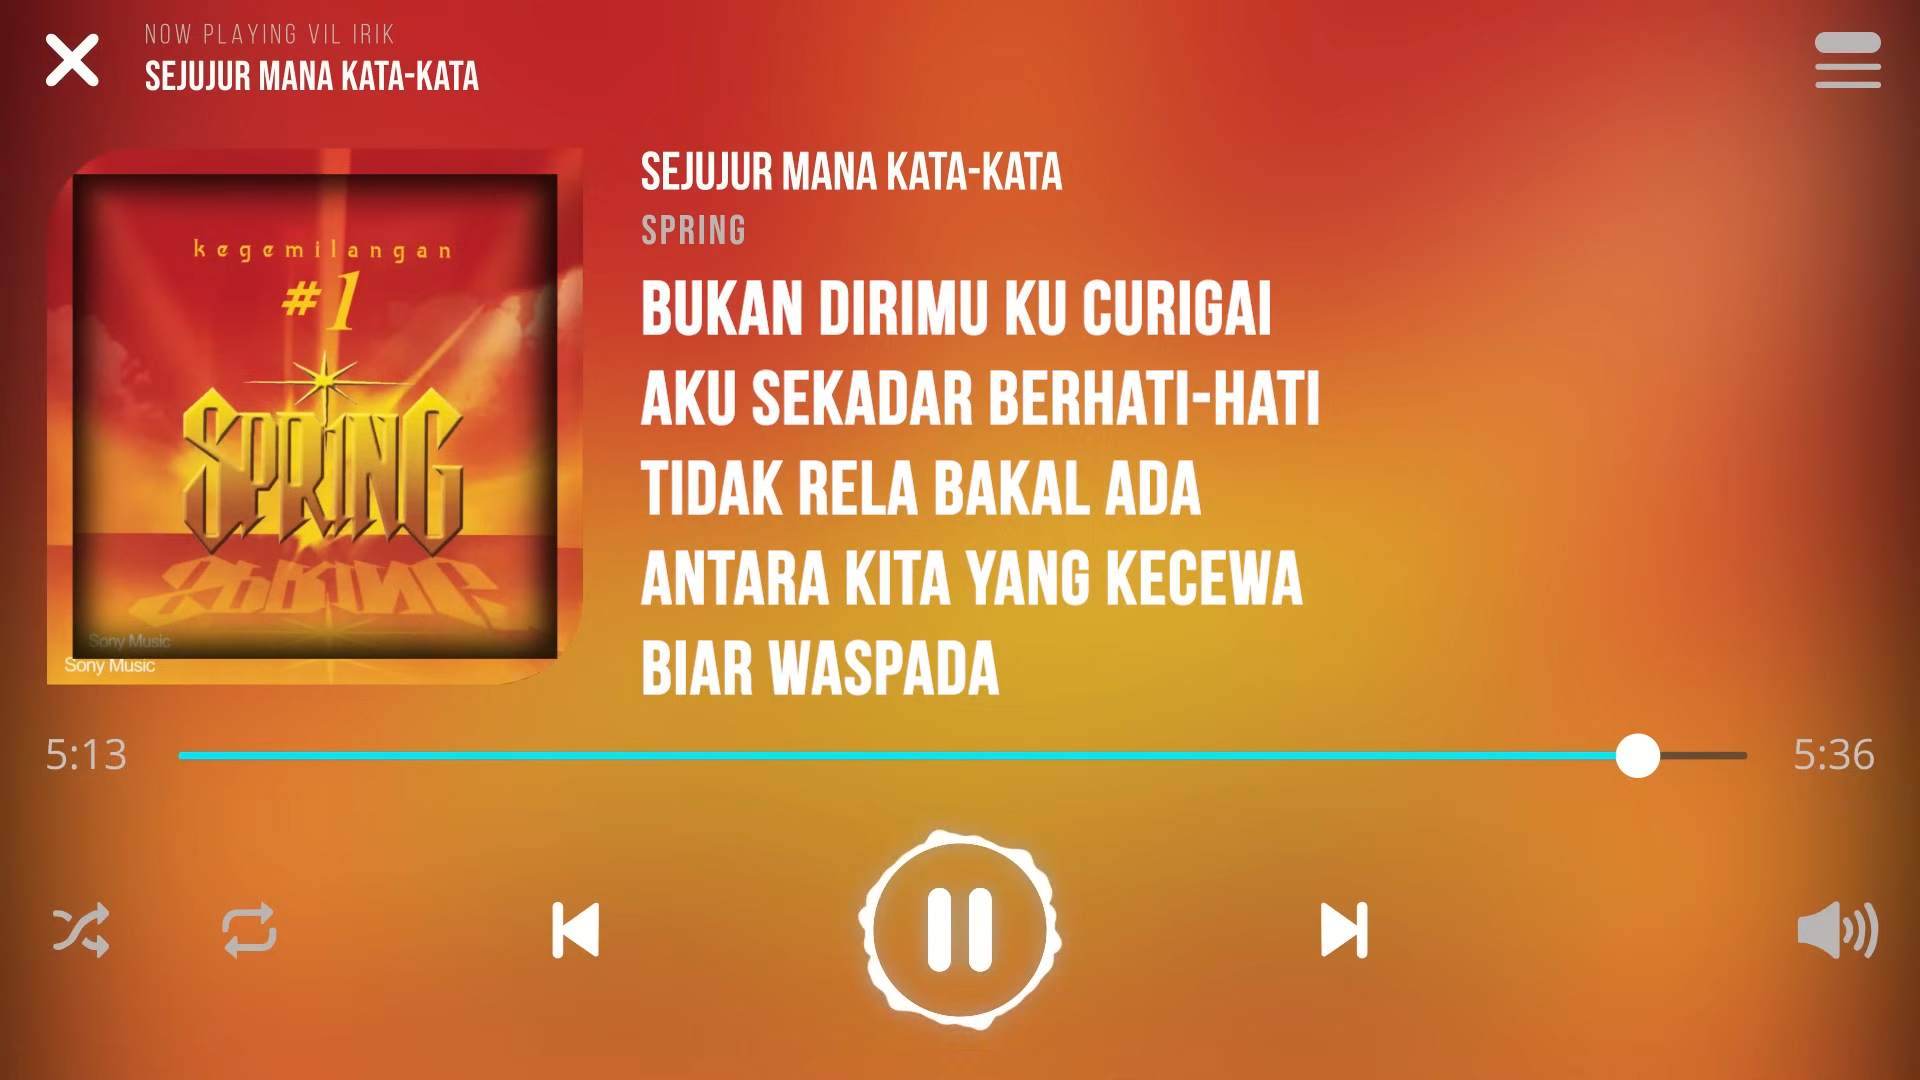 NOW PLAYING VIL IRIK
SEJUJUR MANA KATA-KATA
kegemilangan
#1
SPRING
Sony Music
Sony Music
SEJUJUR MANA KATA-KATA
SPRING
BUKAN DIRIMU KU CURIGAI
AKU SEKADAR BERHATI-HATI
TIDAK RELA BAKAL ADA
ANTARA KITA YANG KECEWA
BIAR WASPADA
5:13
5:36